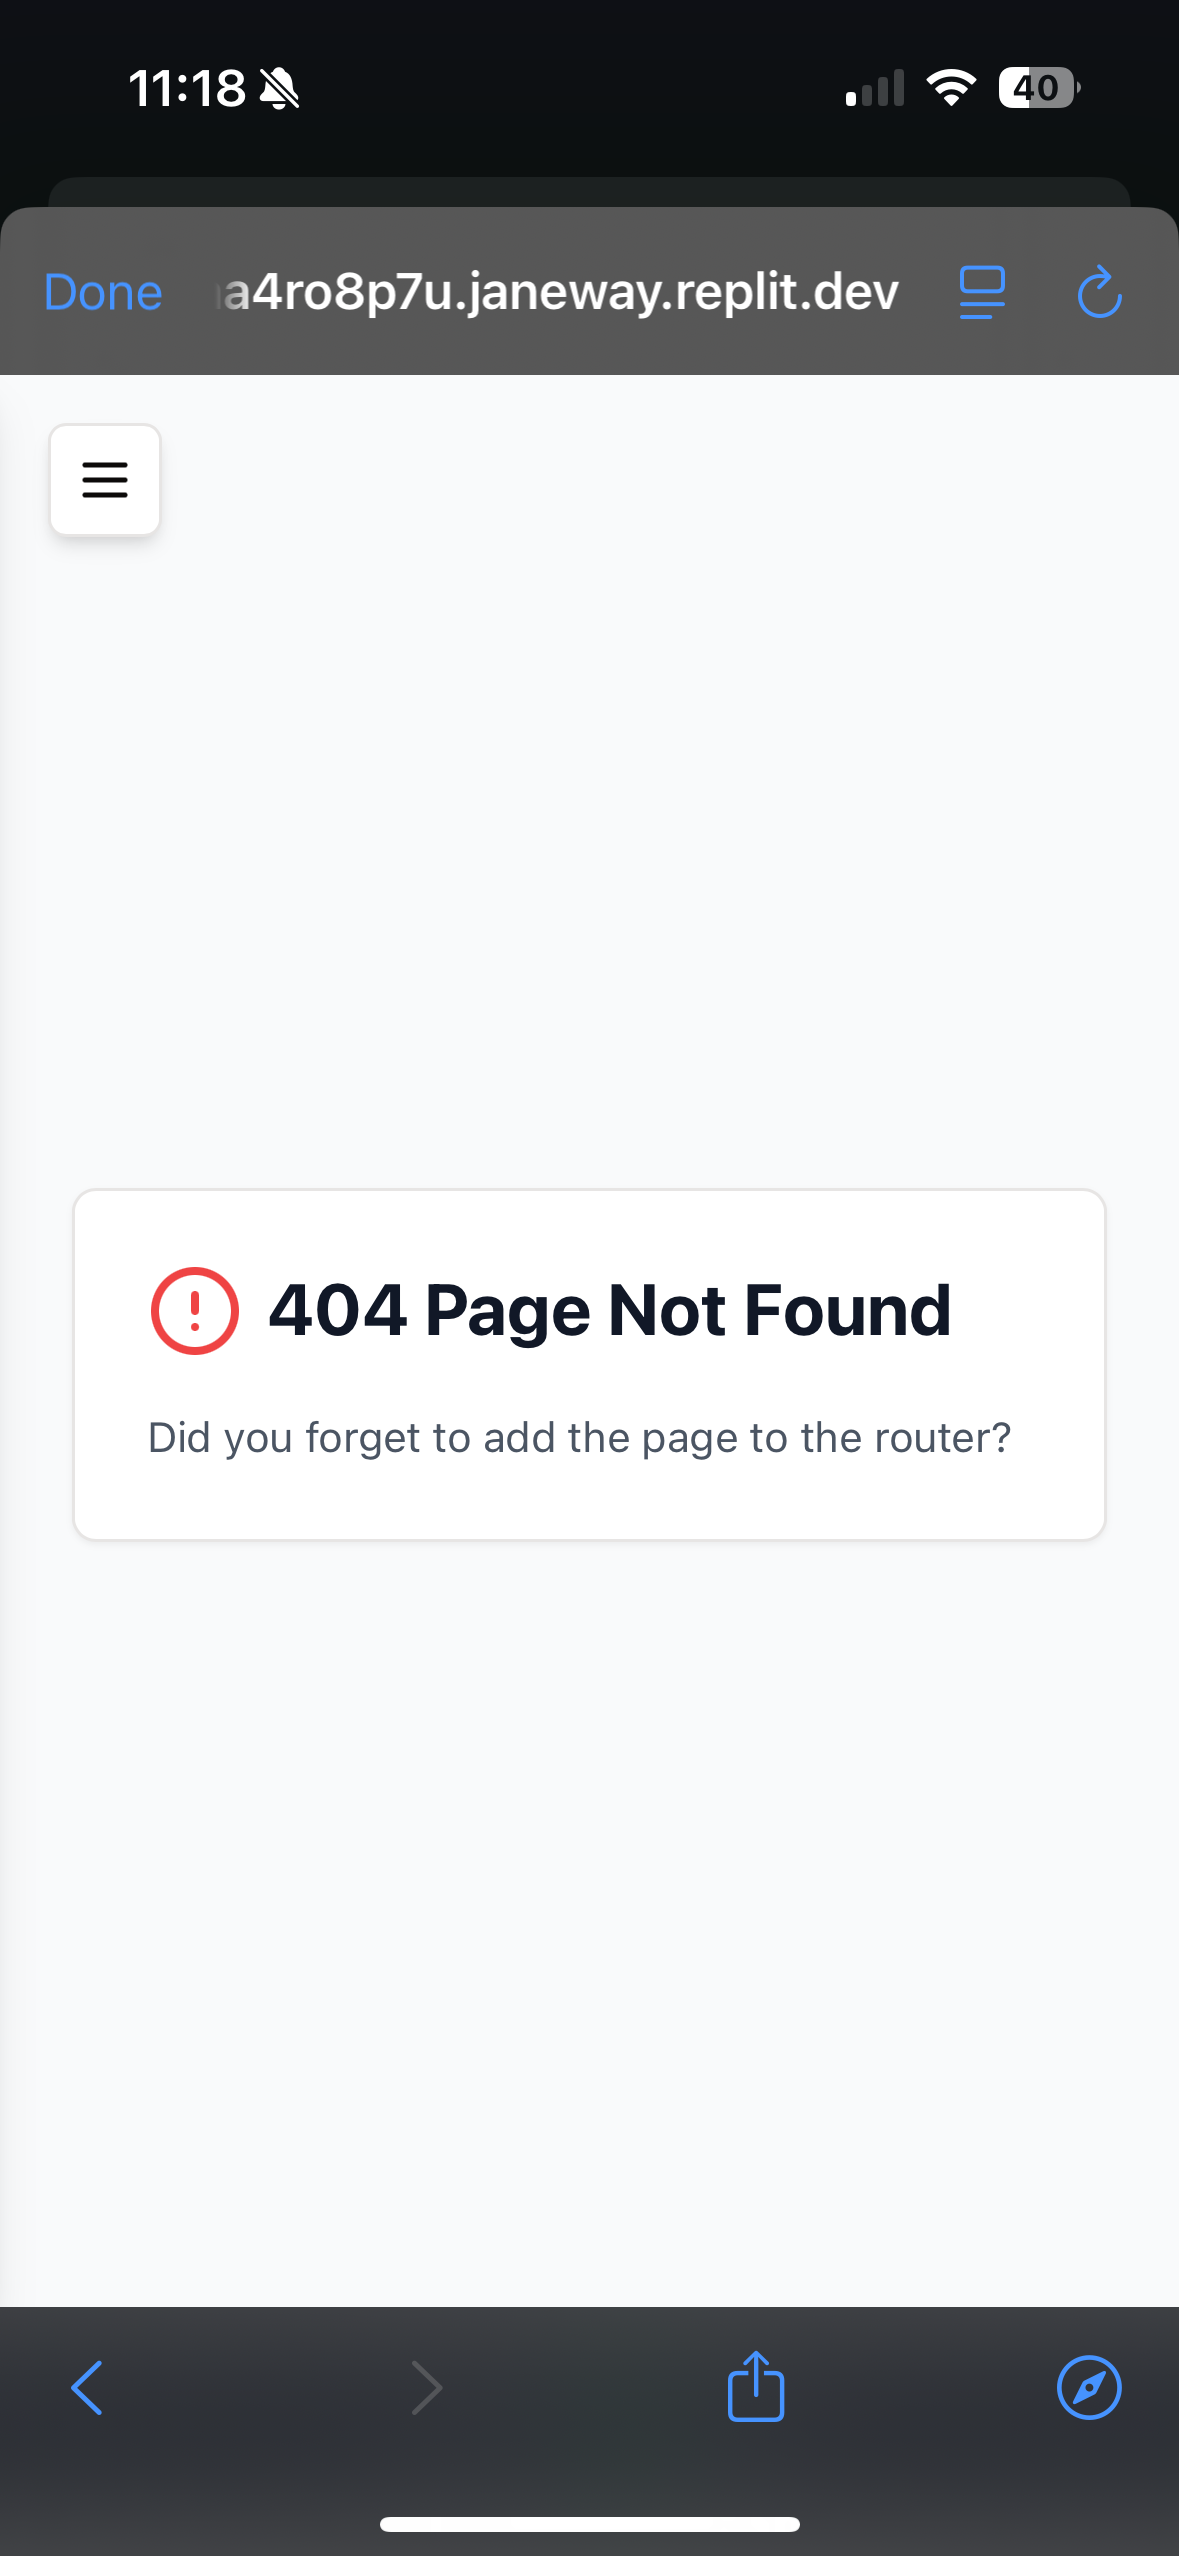 11:18
40
Done
a4ro8p7u.janeway.replit.dev
404 Page Not Found
Did you forget to add the page to the router?